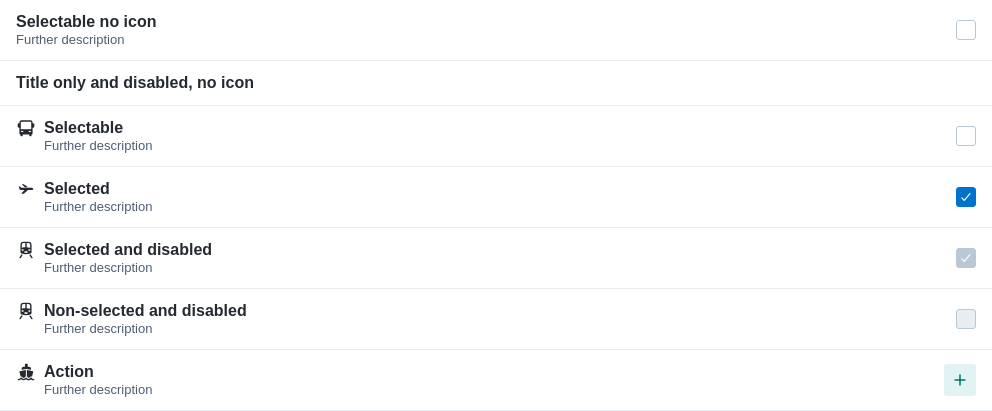 Selectable no icon
Further description
Title only and disabled, no icon
Selectable
Further description
Selected
Further description
Selected and disabled
Further description
Non-selected and disabled
Further description
Action
Further description